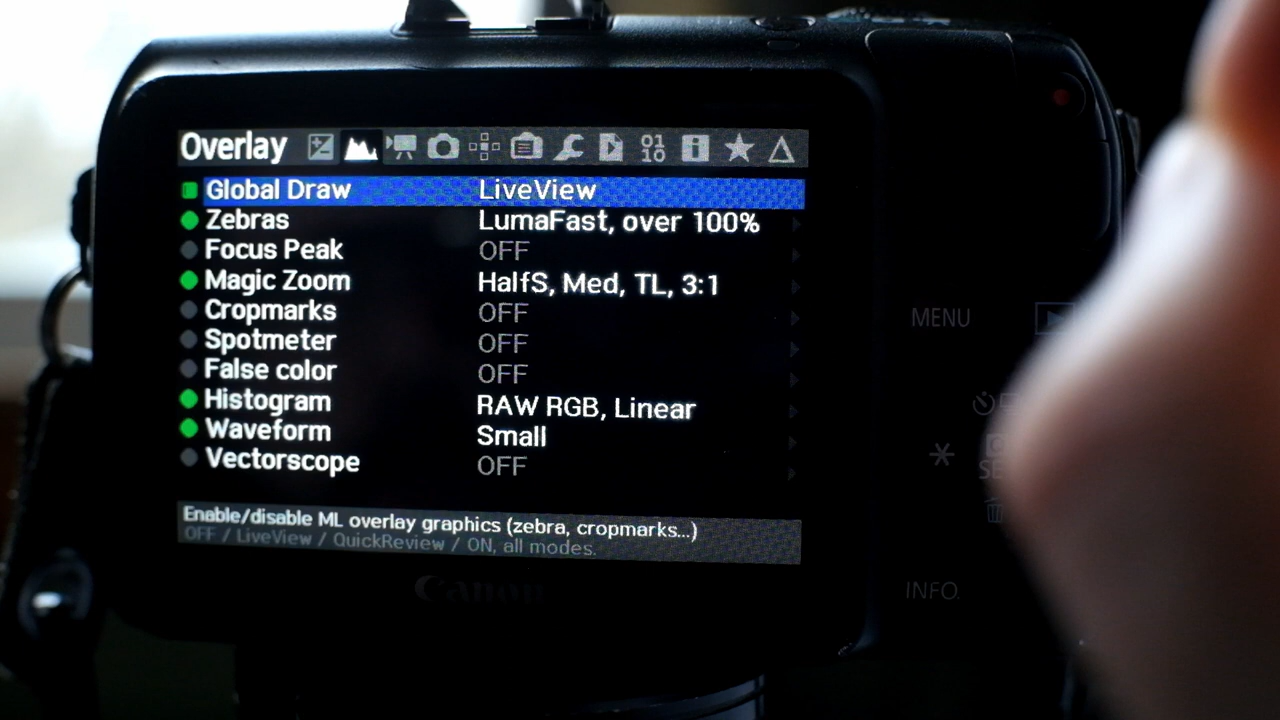 Overlay
Global Draw LiveView
Zebras LumaFast, over 100%
Focus Peak OFF
Magic Zoom HalfS, Med, TL, 3:1
Cropmarks OFF
Spotmeter OFF
False color OFF
Histogram RAW RGB, Linear
Waveform Small
Vectorscope OFF
Enable/disable ML overlay graphics (zebra, cropmarks...)
OFF / LiveView / QuickReview / ON, all modes.
Canon
MENU
INFO.